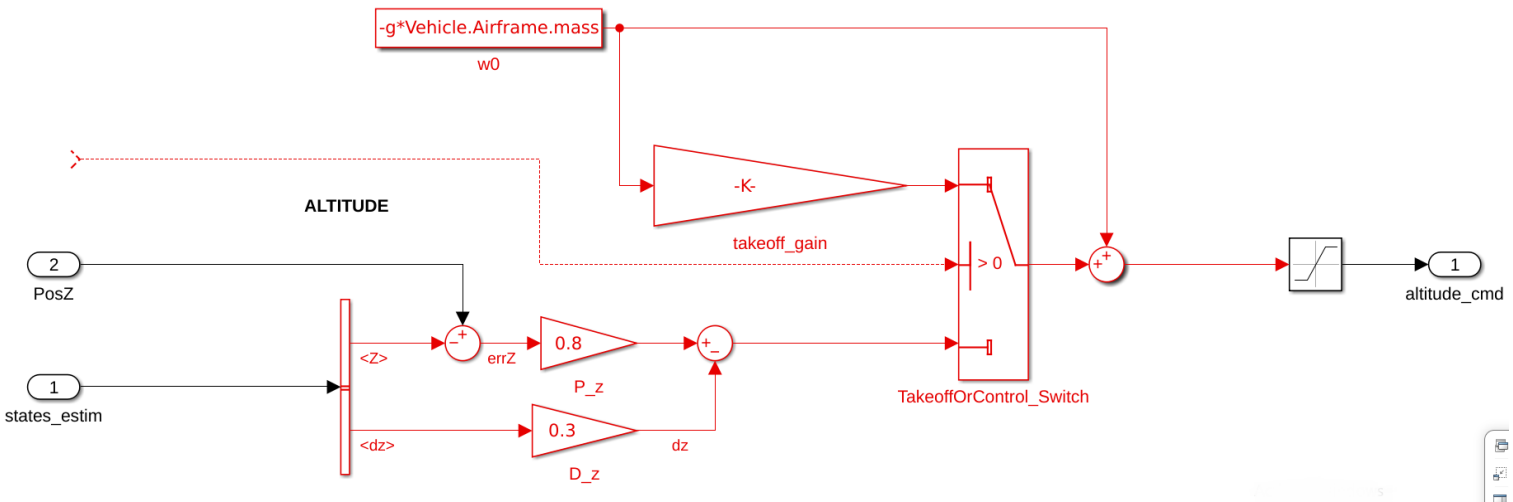 -g*Vehicle.Airframe.mass
w0
-K-
takeoff_gain
ALTITUDE
2
PosZ
> 0
+
+
1
altitude_cmd
<Z>
−
+
errZ
0.8
P_z
+
−
TakeoffOrControl_Switch
1
states_estim
<dz>
0.3
D_z
dz